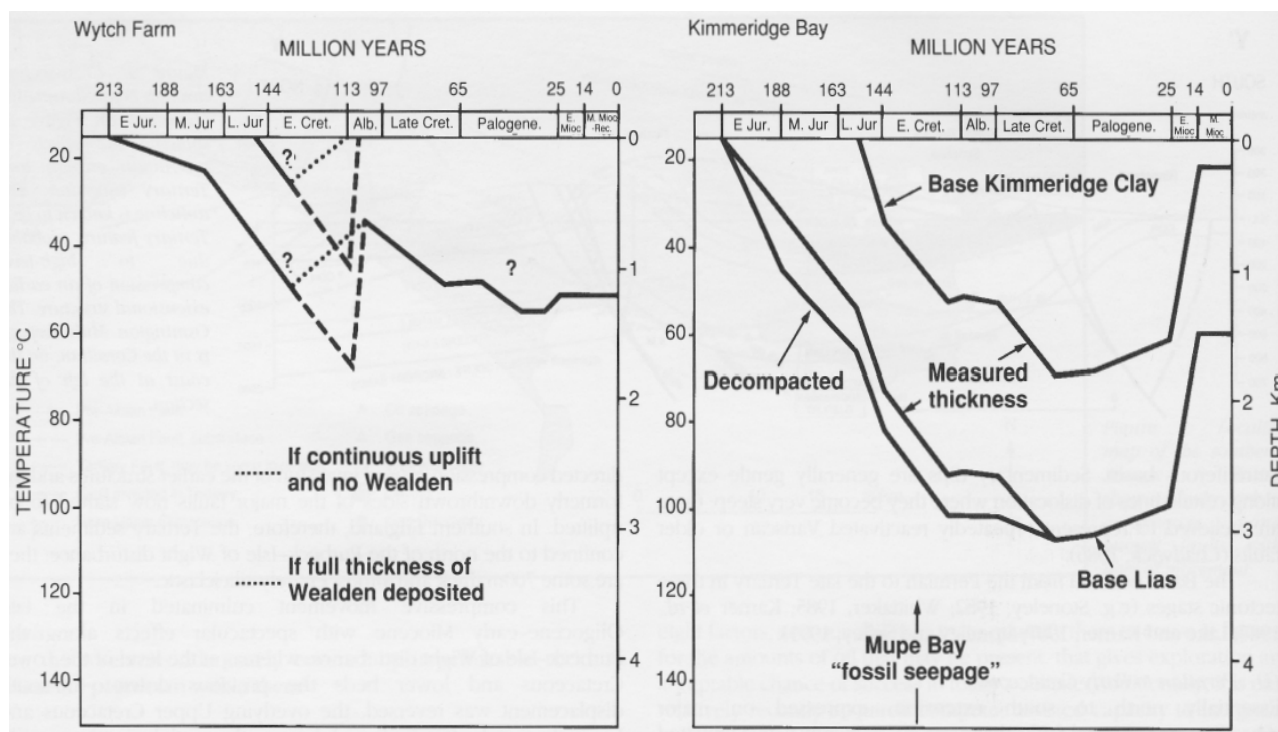 Wytch Farm
MILLION YEARS
213 188 163 144 113 97 65 25 14 0
E Jur. M. Jur L. Jur E. Cret. Alb. Late Cret. Palogene. E. Mioc M. Mioc -Rec.
20
40
60
80
100
120
140
TEMPERATURE °C
0
1
2
3
4
?
?
?
If continuous uplift
and no Wealden
If full thickness of
Wealden deposited
Kimmeridge Bay
MILLION YEARS
213 188 163 144 113 97 65 25 14 0
E Jur. M. Jur L. Jur E. Cret. Alb. Late Cret. Palogene. E. Mioc M. Mioc.
20
40
60
80
100
120
140
0
1
2
3
4
DEPTH Km
Base Kimmeridge Clay
Decompacted
Measured
thickness
Base Lias
Mupe Bay
"fossil seepage"